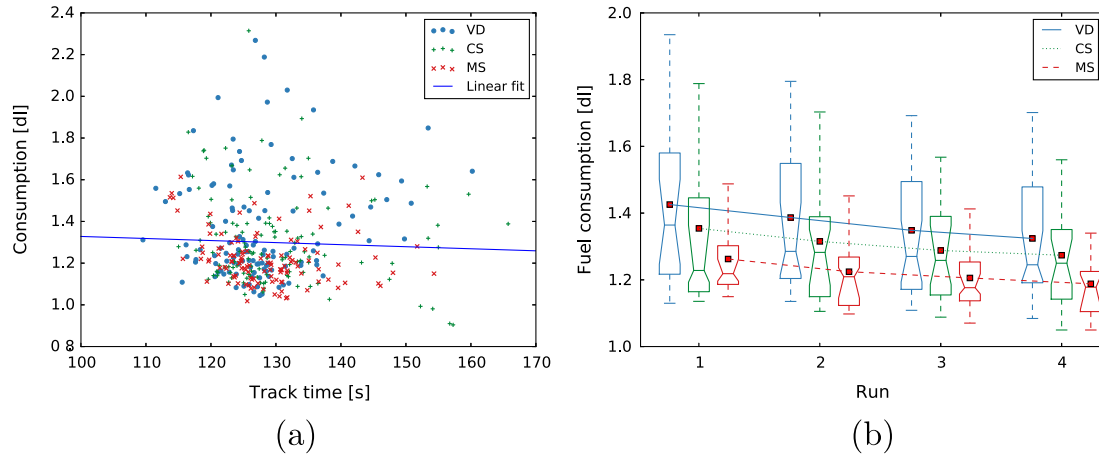 2.4
2.2
2.0
1.8
1.6
1.4
1.2
1.0
0 8
100 110 120 130 140 150 160 170
Consumption [dl]
Track time [s]
VD
CS
MS
Linear fit
(a)
2.0
1.8
1.6
1.4
1.2
1.0
1 2 3 4
Fuel consumption [dl]
Run
VD
CS
MS
(b)